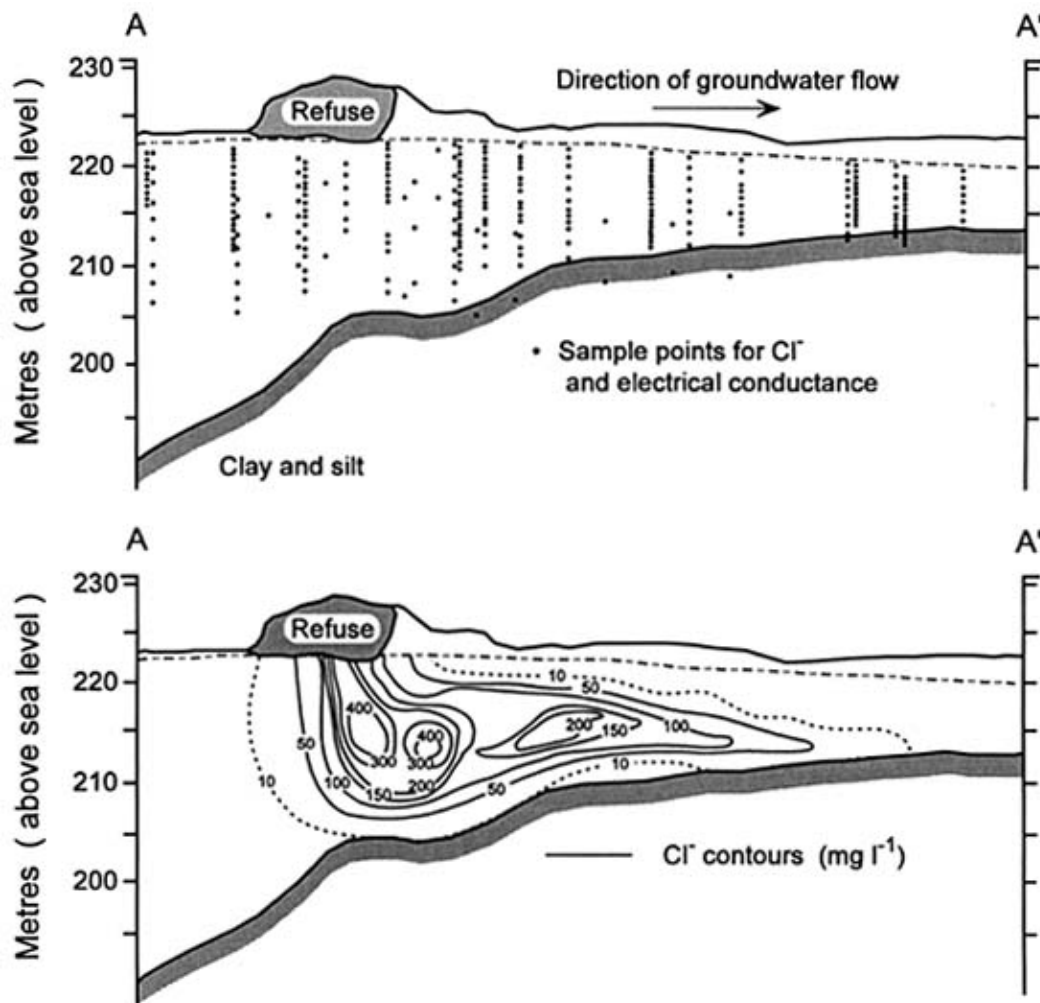 A A'
230
Direction of groundwater flow
Refuse
220
210
200
Metres ( above sea level )
• Sample points for Cl⁻
and electrical conductance
Clay and silt
A A'
230
Refuse
220
10
50
400
200
100
150
400
300
300
50
10
100
200
150
50
10
210
200
Metres ( above sea level )
Cl⁻ contours (mg l⁻¹)